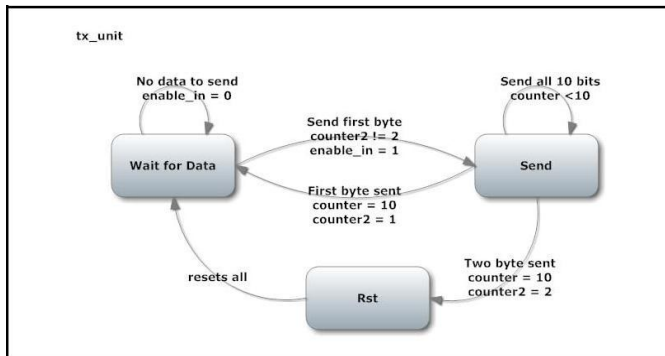 tx_unit
No data to send
enable_in = 0
Send all 10 bits
counter <10
Send first byte
counter2 != 2
enable_in = 1
Wait for Data
Send
First byte sent
counter = 10
counter2 = 1
resets all
Two byte sent
counter = 10
counter2 = 2
Rst